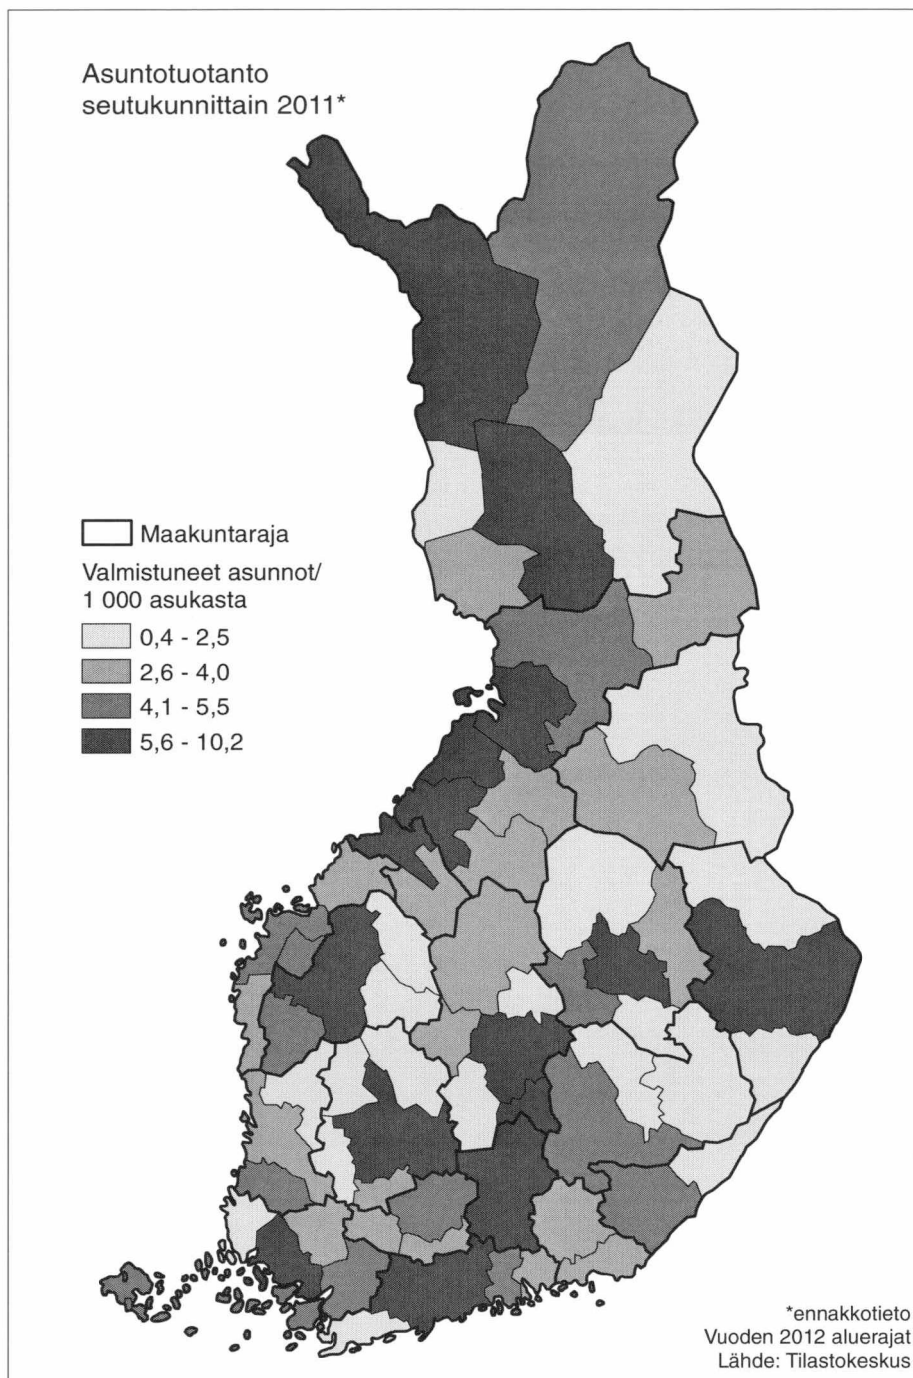 Asuntotuotanto
seutukunnittain 2011*
Maakuntaraja
Valmistuneet asunnot/
1 000 asukasta
0,4 - 2,5
2,6 - 4,0
4,1 - 5,5
5,6 - 10,2
*ennakkotieto
Vuoden 2012 aluerajat
Lähde: Tilastokeskus